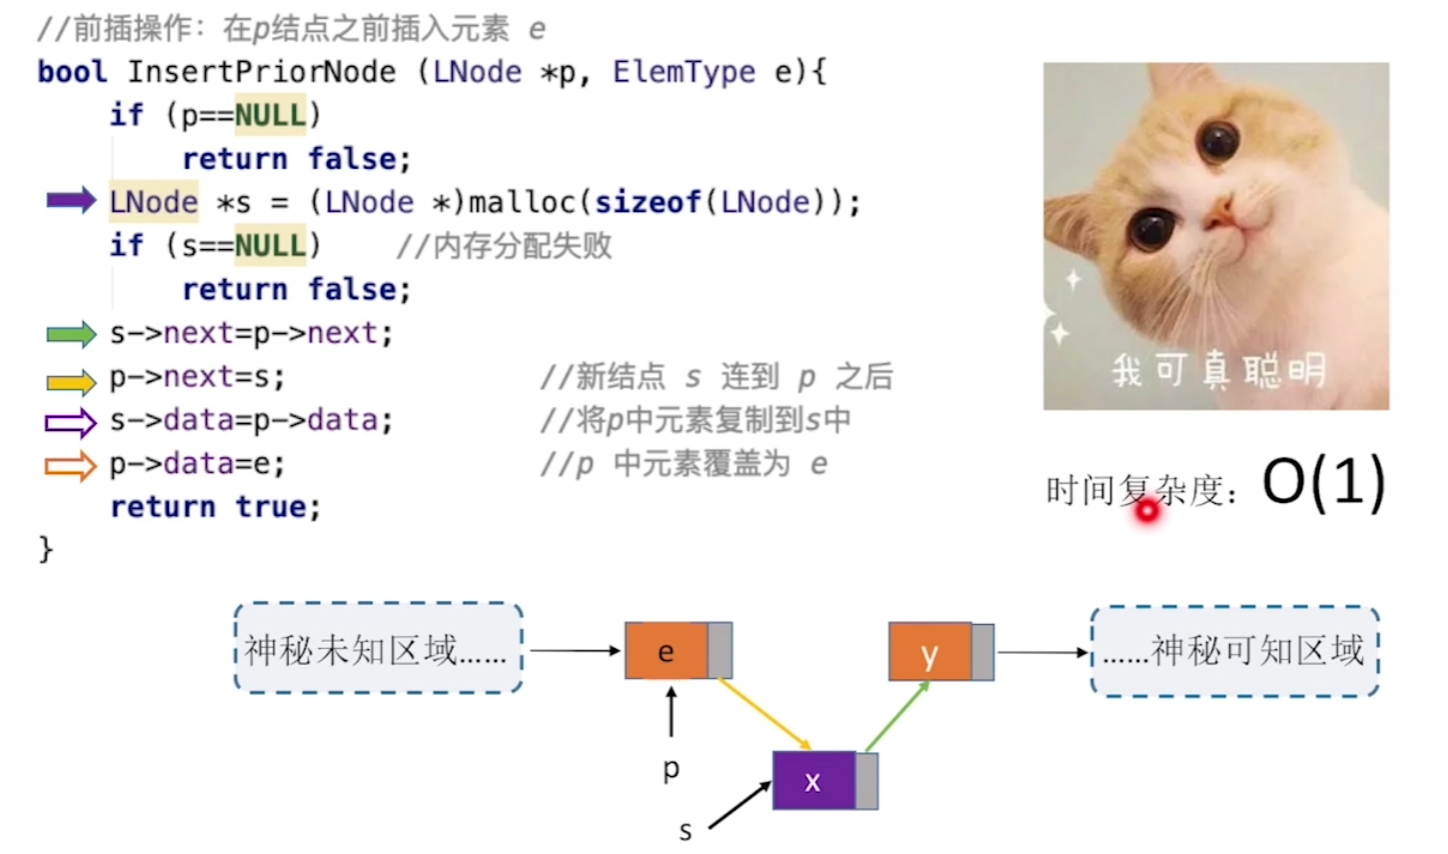 //前插操作：在p结点之前插入元素 e
bool InsertPriorNode (LNode *p, ElemType e){
if (p==NULL)
return false;
LNode *s = (LNode *)malloc(sizeof(LNode));
if (s==NULL) //内存分配失败
return false;
s->next=p->next;
p->next=s; //新结点 s 连到 p 之后
s->data=p->data; //将p中元素复制到s中
p->data=e; //p 中元素覆盖为 e
return true;
}
我可真聪明
时间复杂度：O(1)
神秘未知区域……
e
y
……神秘可知区域
p
x
s